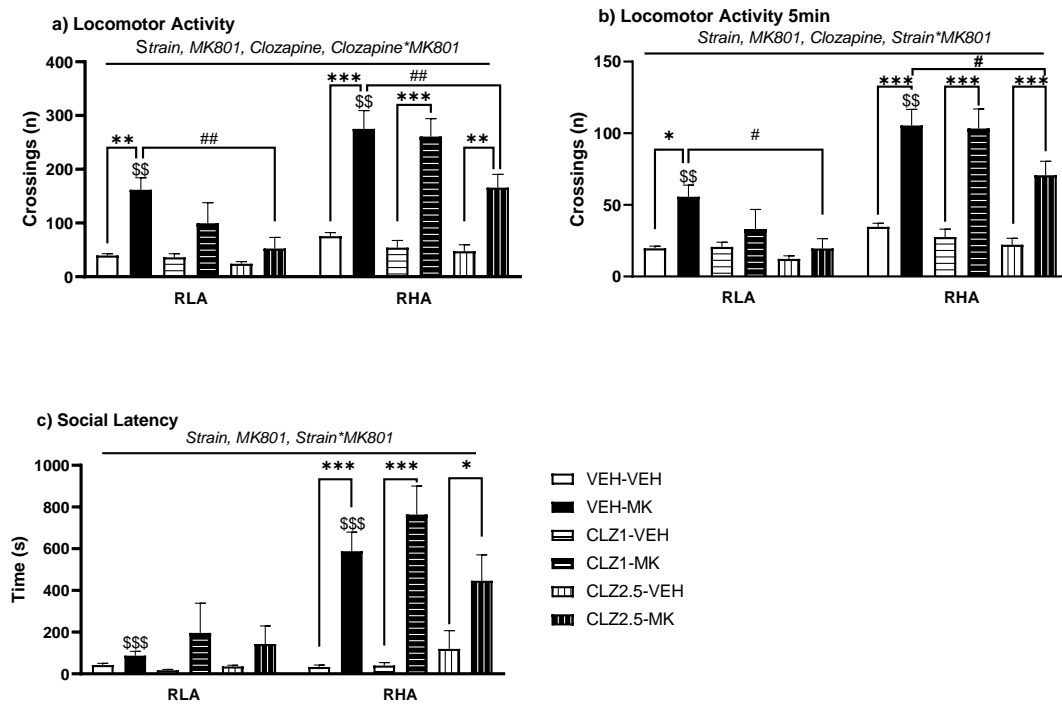 a) Locomotor Activity
Strain, MK801, Clozapine, Clozapine*MK801
400
300
200
100
0
Crossings (n)
** $$ ## *** $$ *** ## **
RLA RHA
b) Locomotor Activity 5min
Strain, MK801, Clozapine, Strain*MK801
150
100
50
0
Crossings (n)
* $$ # *** $$ *** # ***
RLA RHA
c) Social Latency
Strain, MK801, Strain*MK801
1000
800
600
400
200
0
Time (s)
$$$ *** $$$ *** *
RLA RHA
VEH-VEH
VEH-MK
CLZ1-VEH
CLZ1-MK
CLZ2.5-VEH
CLZ2.5-MK